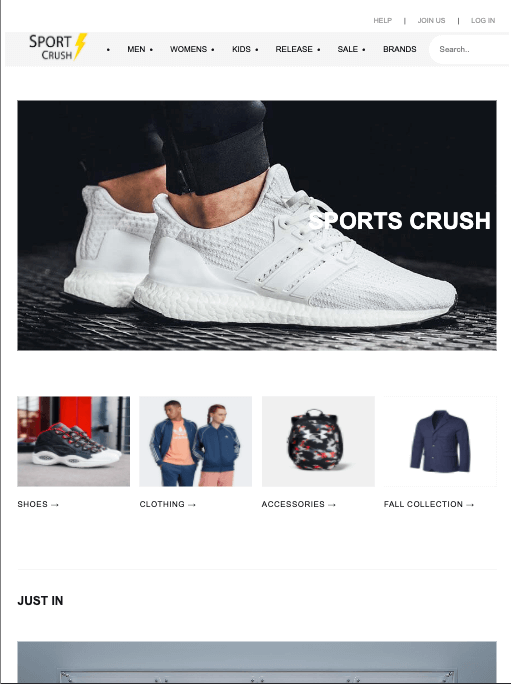 HELP | JOIN US | LOG IN
SPORT CRUSH
• MEN • WOMENS • KIDS • RELEASE • SALE • BRANDS Search..
SPORTS CRUSH
SHOES → CLOTHING → ACCESSORIES → FALL COLLECTION →
JUST IN